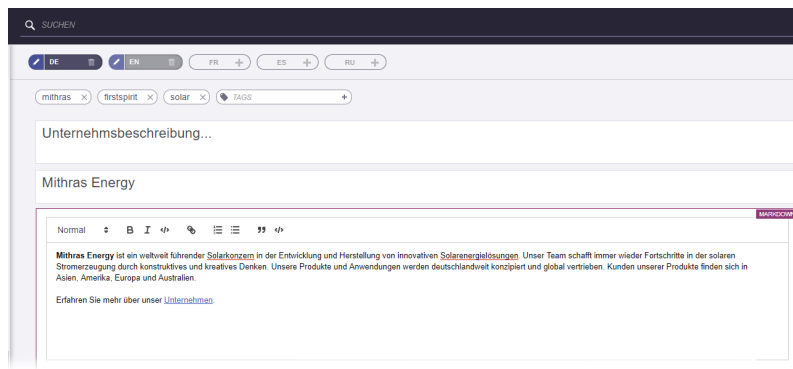 SUCHEN
DE EN FR + ES + RU +
mithras × firstspirit × solar × TAGS +
Unternehmsbeschreibung...
Mithras Energy
MARKDOWN
Normal B I </> </>
Mithras Energy ist ein weltweit führender Solarkonzern in der Entwicklung und Herstellung von innovativen Solarenergielösungen. Unser Team schafft immer wieder Fortschritte in der solaren
Stromerzeugung durch konstruktives und kreatives Denken. Unsere Produkte und Anwendungen werden deutschlandweit konzipiert und global vertrieben. Kunden unserer Produkte finden sich in
Asien, Amerika, Europa und Australien.
Erfahren Sie mehr über unser Unternehmen.